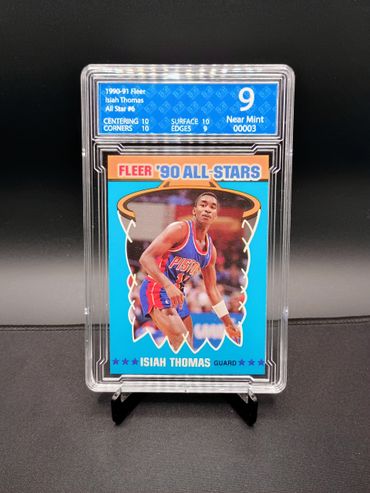 1990-91 Fleer
Isiah Thomas
All Star #6
CENTERING 10 SURFACE 10
CORNERS 10 EDGES 9
9
Near Mint
00003
FLEER '90 ALL-STARS
PISTONS
11
ISIAH THOMAS GUARD